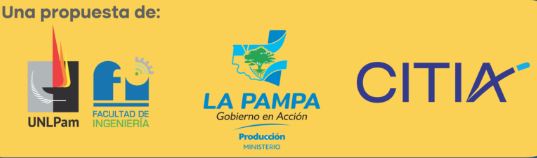 Una propuesta de:
UNLPam
FACULTAD DE
INGENIERÍA
LA PAMPA
Gobierno en Acción
Producción
MINISTERIO
CITIA